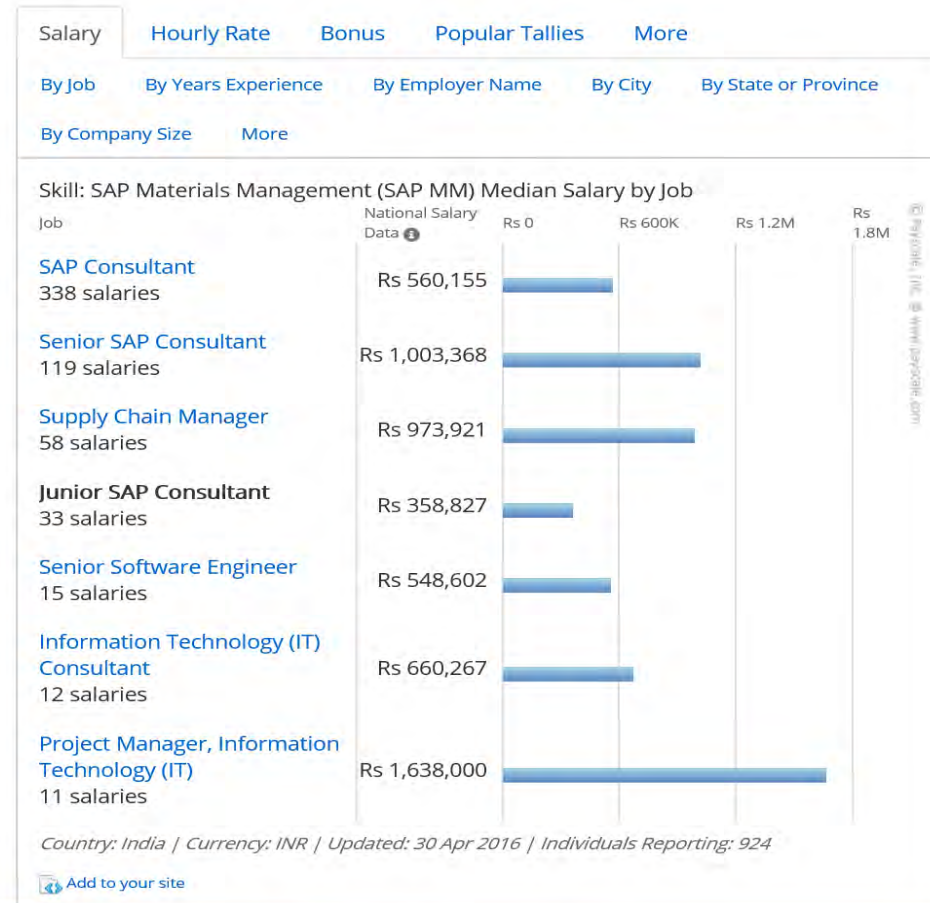 Salary Hourly Rate Bonus Popular Tallies More
By Job By Years Experience By Employer Name By City By State or Province
By Company Size More
Skill: SAP Materials Management (SAP MM) Median Salary by Job
Job National Salary Data Rs 0 Rs 600K Rs 1.2M Rs 1.8M
SAP Consultant
338 salaries
Rs 560,155
Senior SAP Consultant
119 salaries
Rs 1,003,368
Supply Chain Manager
58 salaries
Rs 973,921
Junior SAP Consultant
33 salaries
Rs 358,827
Senior Software Engineer
15 salaries
Rs 548,602
Information Technology (IT)
Consultant
12 salaries
Rs 660,267
Project Manager, Information
Technology (IT)
11 salaries
Rs 1,638,000
Country: India | Currency: INR | Updated: 30 Apr 2016 | Individuals Reporting: 924
Add to your site
© PayScale, Inc. @ www.payscale.com